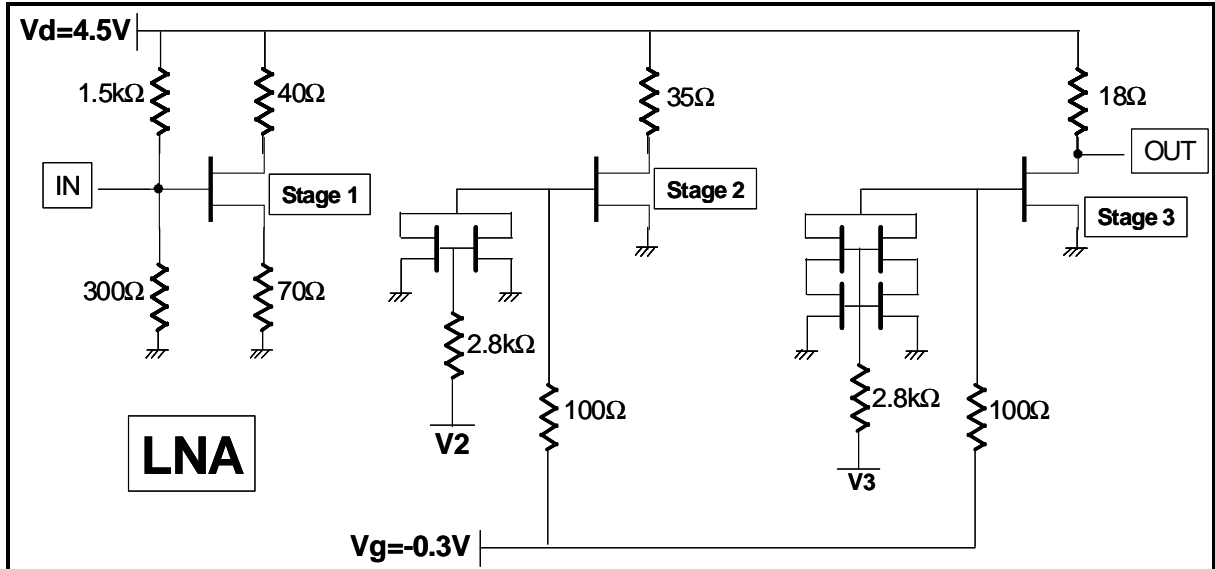 Vd=4.5V
1.5kΩ
40Ω
35Ω
18Ω
IN
Stage 1
Stage 2
OUT
Stage 3
300Ω
70Ω
2.8kΩ
100Ω
2.8kΩ
100Ω
V2
LNA
V3
Vg=-0.3V